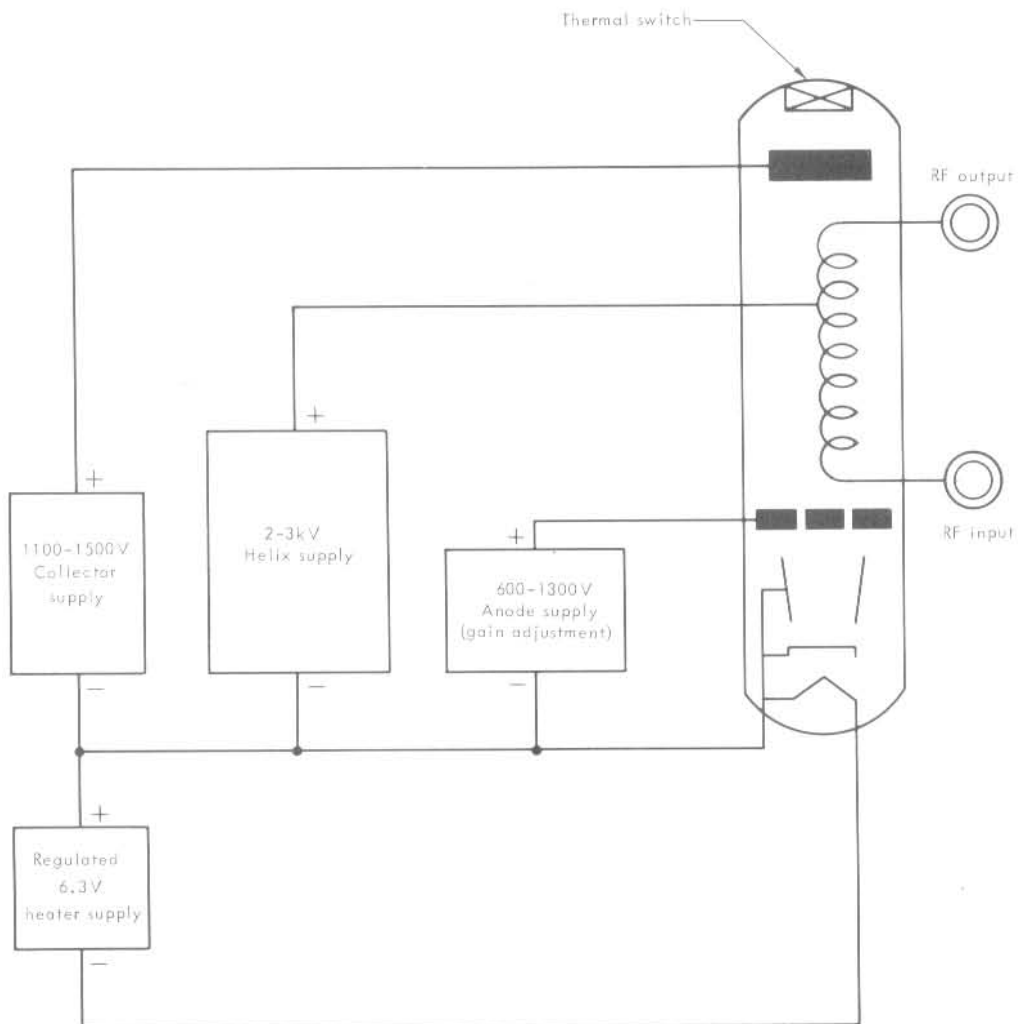 Thermal switch
RF output
RF input
+
1100-1500V
Collector
supply
−
+
2-3kV
Helix supply
−
+
600-1300V
Anode supply
(gain adjustment)
−
+
Regulated
6.3V
heater supply
−